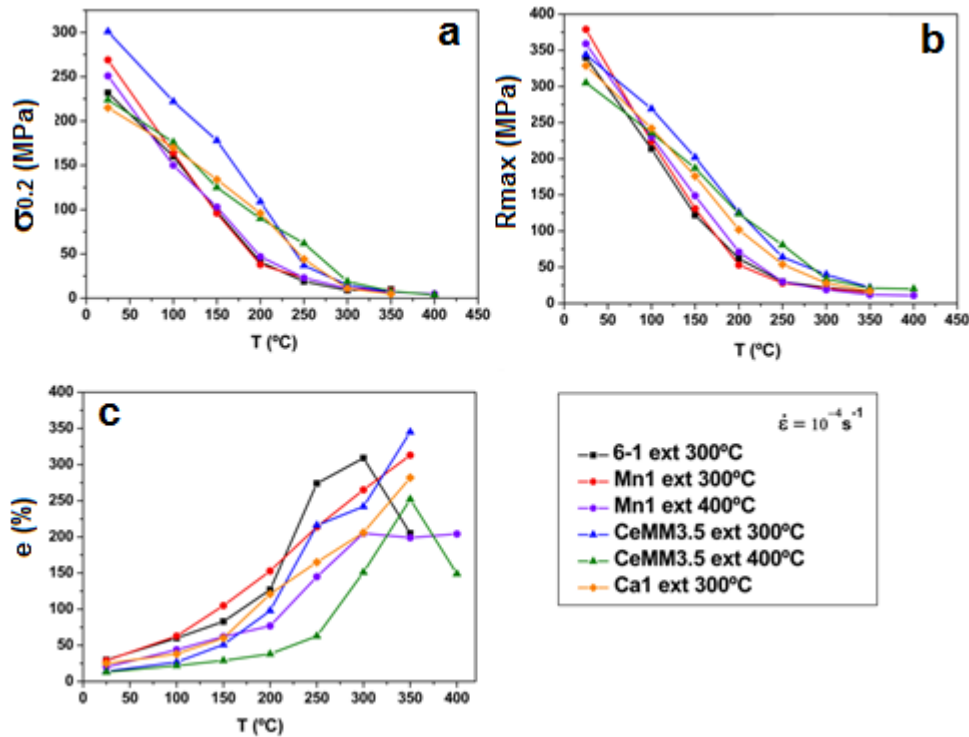 a
σ0.2 (MPa)
300
250
200
150
100
50
0
0 50 100 150 200 250 300 350 400 450
T (ºC)
b
Rmax (MPa)
400
350
300
250
200
150
100
50
0
0 50 100 150 200 250 300 350 400 450
T (ºC)
c
e (%)
400
350
300
250
200
150
100
50
0
0 50 100 150 200 250 300 350 400
T (ºC)
ε̇ = 10⁻⁴s⁻¹
6-1 ext 300ºC
Mn1 ext 300ºC
Mn1 ext 400ºC
CeMM3.5 ext 300ºC
CeMM3.5 ext 400ºC
Ca1 ext 300ºC